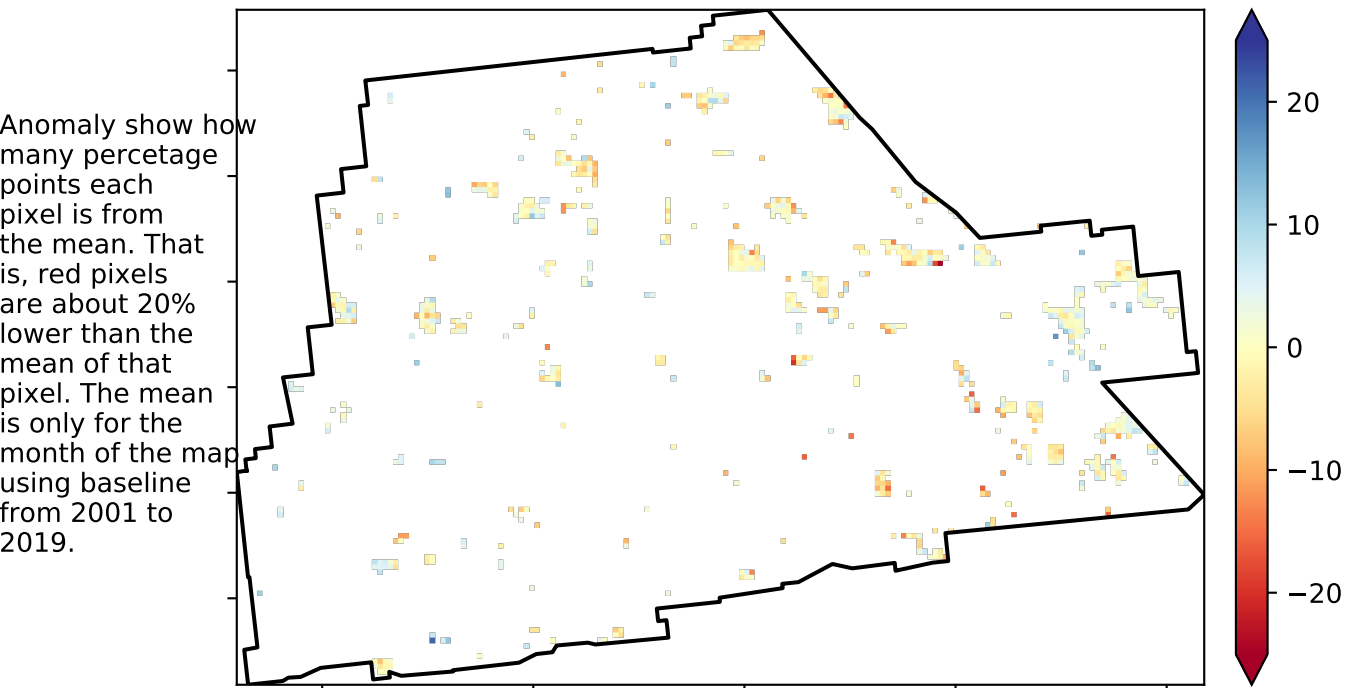 Anomaly show how
many percetage
points each
pixel is from
the mean. That
is, red pixels
are about 20%
lower than the
mean of that
pixel. The mean
is only for the
month of the map,
using baseline
from 2001 to
2019.
20
10
0
−10
−20